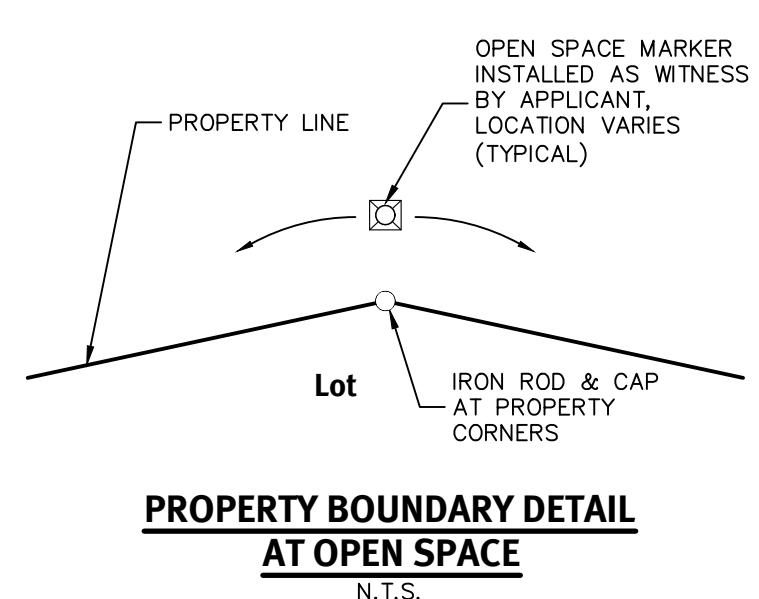 OPEN SPACE MARKER
INSTALLED AS WITNESS
BY APPLICANT,
LOCATION VARIES
(TYPICAL)
PROPERTY LINE
Lot
IRON ROD & CAP
AT PROPERTY
CORNERS
PROPERTY BOUNDARY DETAIL
AT OPEN SPACE
N.T.S.